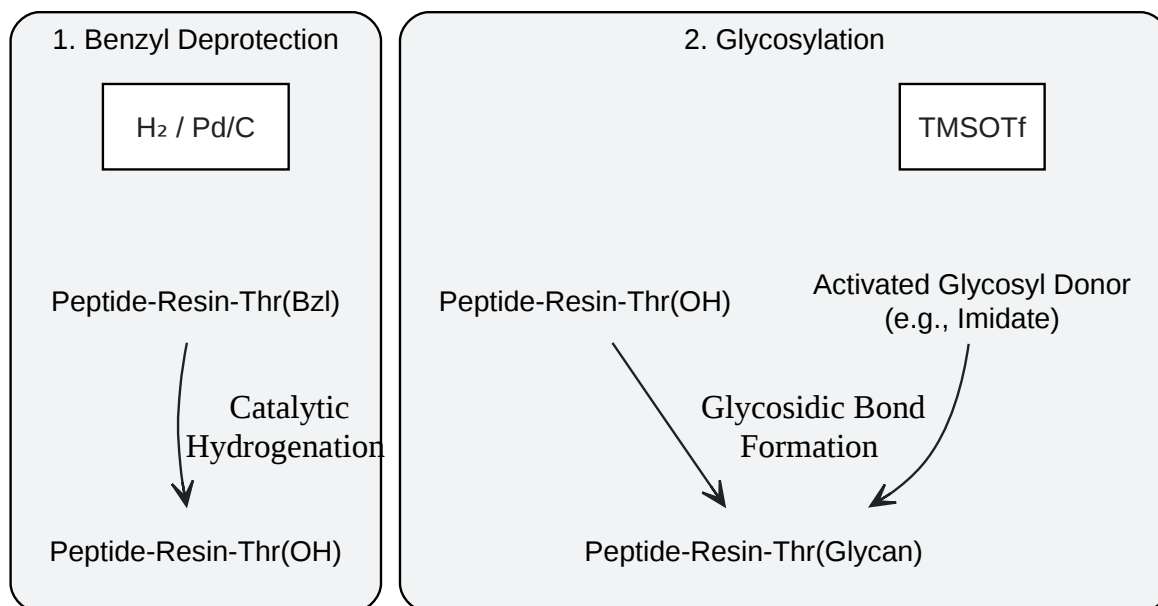 1. Benzyl Deprotection
H₂ / Pd/C
Peptide-Resin-Thr(Bzl)
Catalytic
Hydrogenation
Peptide-Resin-Thr(OH)
2. Glycosylation
TMSOTf
Peptide-Resin-Thr(OH)
Activated Glycosyl Donor
(e.g., Imidate)
Glycosidic Bond
Formation
Peptide-Resin-Thr(Glycan)